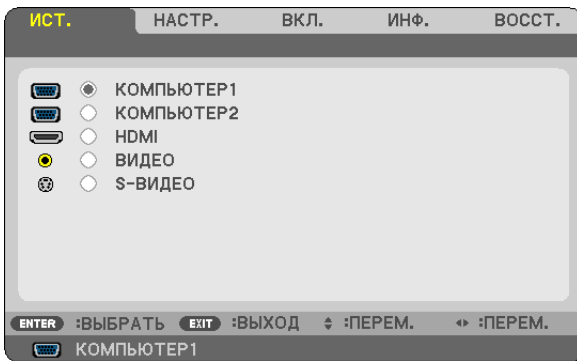 ИСТ. НАСТР. ВКЛ. ИНФ. ВОССТ.
КОМПЬЮТЕР1
КОМПЬЮТЕР2
HDMI
ВИДЕО
S-ВИДЕО
ENTER :ВЫБРАТЬ EXIT :ВЫХОД :ПЕРЕМ. :ПЕРЕМ.
КОМПЬЮТЕР1